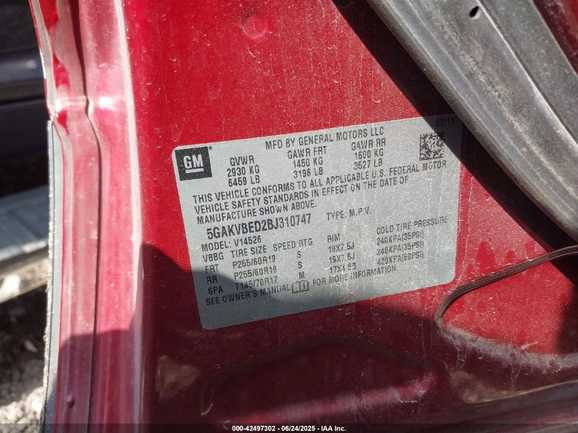 MFD BY GENERAL MOTORS LLC
GM
GVWR GAWR FRT GAWR RR
2930 KG 1450 KG 1600 KG
6459 LB 3196 LB 3527 LB
THIS VEHICLE CONFORMS TO ALL APPLICABLE U.S. FEDERAL MOTOR
VEHICLE SAFETY STANDARDS IN EFFECT ON THE DATE OF
MANUFACTURE SHOWN ABOVE.
5GAKVBED2BJ310747 TYPE: M.P.V.
MODEL: V14526
VBBG TIRE SIZE SPEED RTG RIM COLD TIRE PRESSURE
FRT P255/60R19 S 19X7.5J 240KPA(35PSI)
RR P255/60R19 S 19X7.5J 240KPA(35PSI)
SPA T145/70R17 M 17X4.5B 420KPA(60PSI)
SEE OWNER'S MANUAL FOR MORE INFORMATION.
000-42497302 - 06/24/2025 - IAA